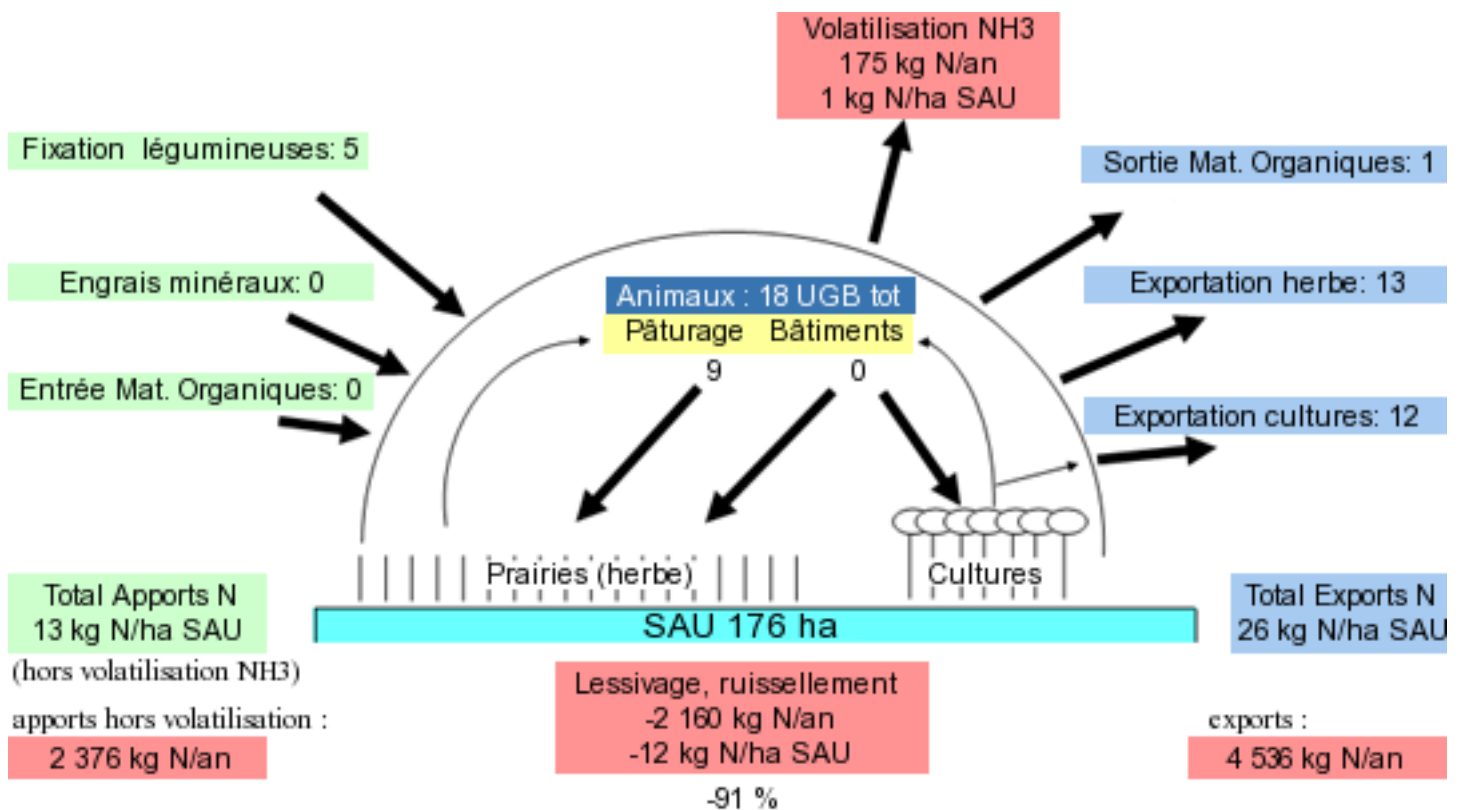 Volatilisation NH3
175 kg N/an
1 kg N/ha SAU
Fixation légumineuses: 5
Sortie Mat. Organiques: 1
Engrais minéraux: 0
Exportation herbe: 13
Animaux : 18 UGB tot
Pâturage Bâtiments
9 0
Entrée Mat. Organiques: 0
Exportation cultures: 12
Prairies (herbe)
Cultures
Total Apports N
13 kg N/ha SAU
(hors volatilisation NH3)
SAU 176 ha
Total Exports N
26 kg N/ha SAU
Lessivage, ruissellement
-2 160 kg N/an
-12 kg N/ha SAU
-91 %
apports hors volatilisation :
2 376 kg N/an
exports :
4 536 kg N/an